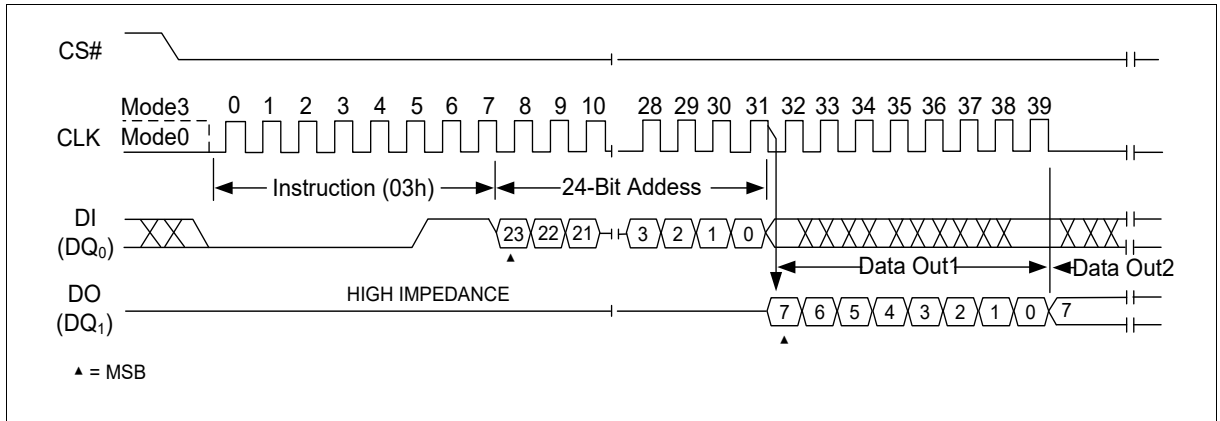 CS#
Mode3 0 1 2 3 4 5 6 7 8 9 10 28 29 30 31 32 33 34 35 36 37 38 39
CLK Mode0
Instruction (03h) 24-Bit Addess
DI
(DQ0) 23 22 21 3 2 1 0
Data Out1 Data Out2
DO HIGH IMPEDANCE
(DQ1) 7 6 5 4 3 2 1 0 7
▲ = MSB